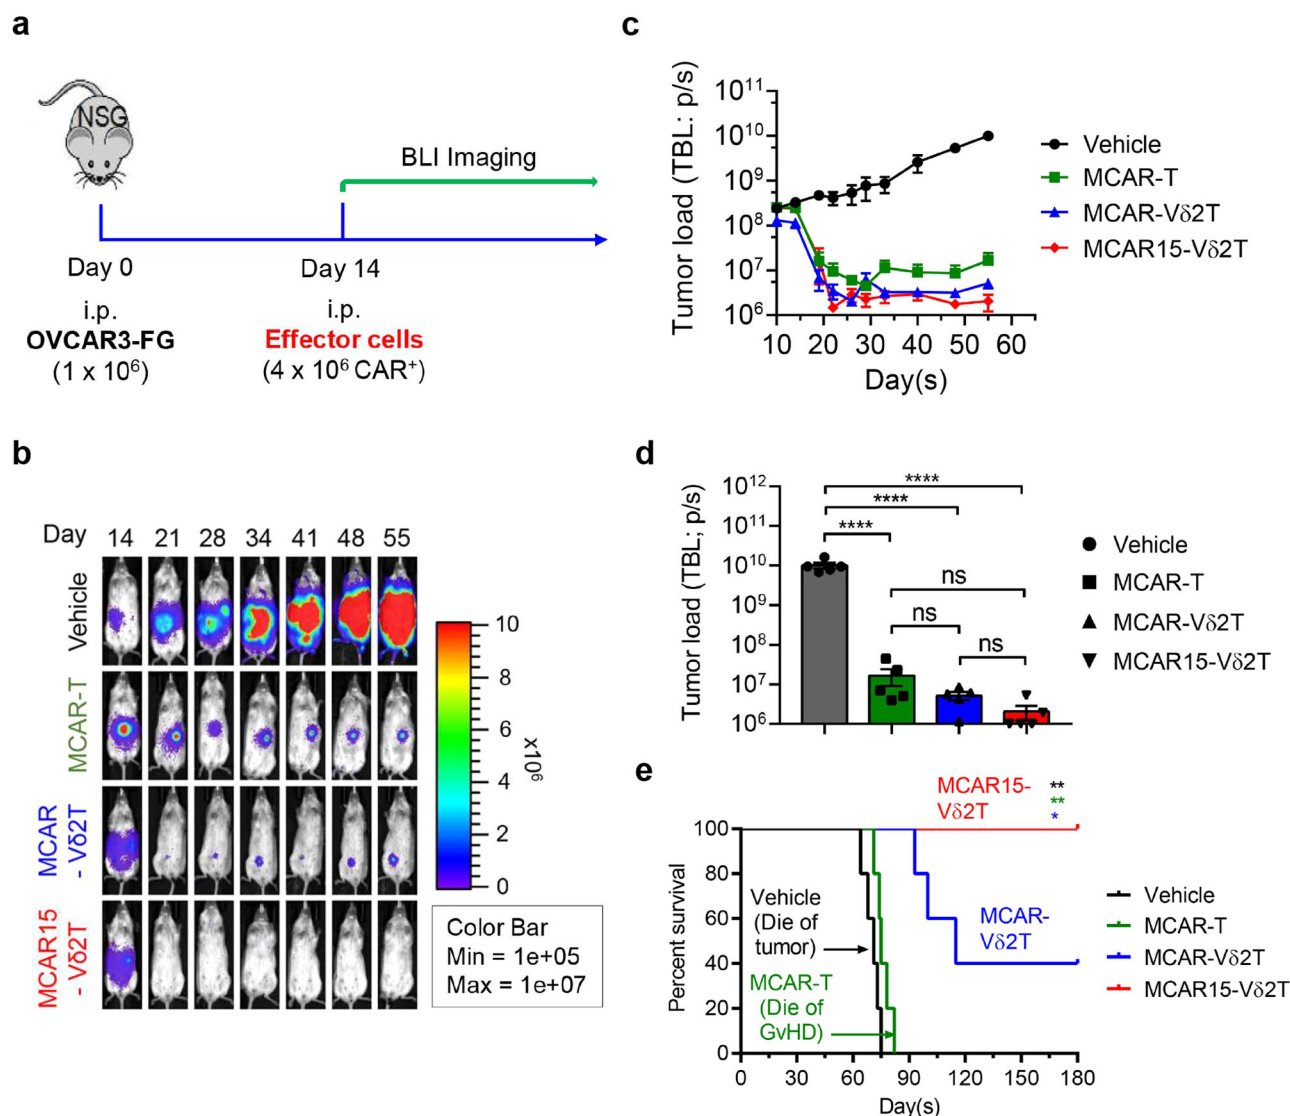 a
NSG
BLI Imaging
Day 0
Day 14
i.p.
i.p.
OVCAR3-FG
Effector cells
(1 x 10⁶)
(4 x 10⁶ CAR⁺)
b
Day
14 21 28 34 41 48 55
Vehicle
MCAR-T
MCAR
- Vδ2T
MCAR15
- Vδ2T
10
8
6
4
2
0
x10⁶
Color Bar
Min = 1e+05
Max = 1e+07
c
Tumor load (TBL: p/s)
10¹¹
10¹⁰
10⁹
10⁸
10⁷
10⁶
10 20 30 40 50 60
Day(s)
Vehicle
MCAR-T
MCAR-Vδ2T
MCAR15-Vδ2T
d
Tumor load (TBL; p/s)
10¹²
10¹¹
10¹⁰
10⁹
10⁸
10⁷
10⁶
****
****
****
ns
ns
ns
Vehicle
MCAR-T
MCAR-Vδ2T
MCAR15-Vδ2T
e
Percent survival
100
80
60
40
20
0
0 30 60 90 120 150 180
Day(s)
MCAR15-
Vδ2T
**
**
*
Vehicle
(Die of
tumor)
MCAR-
Vδ2T
MCAR-T
(Die of
GvHD)
Vehicle
MCAR-T
MCAR-Vδ2T
MCAR15-Vδ2T